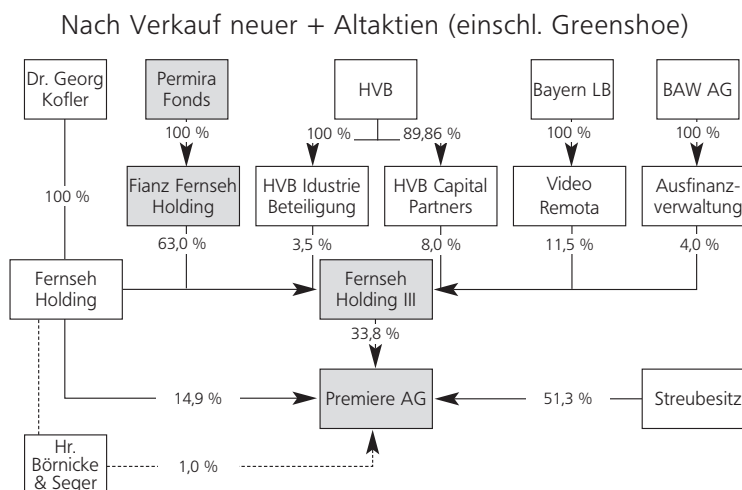 Nach Verkauf neuer + Altaktien (einschl. Greenshoe)
Dr. Georg
Kofler
Permira
Fonds
HVB
Bayern LB
BAW AG
100 %
100 %
89,86 %
100 %
100 %
100 %
Fianz Fernseh
Holding
HVB Idustrie
Beteiligung
HVB Capital
Partners
Video
Remota
Ausfinanz-
verwaltung
63,0 %
3,5 %
8,0 %
11,5 %
4,0 %
Fernseh
Holding
Fernseh
Holding III
33,8 %
14,9 %
Premiere AG
51,3 %
Streubesitz
Hr.
Börnicke
& Seger
1,0 %